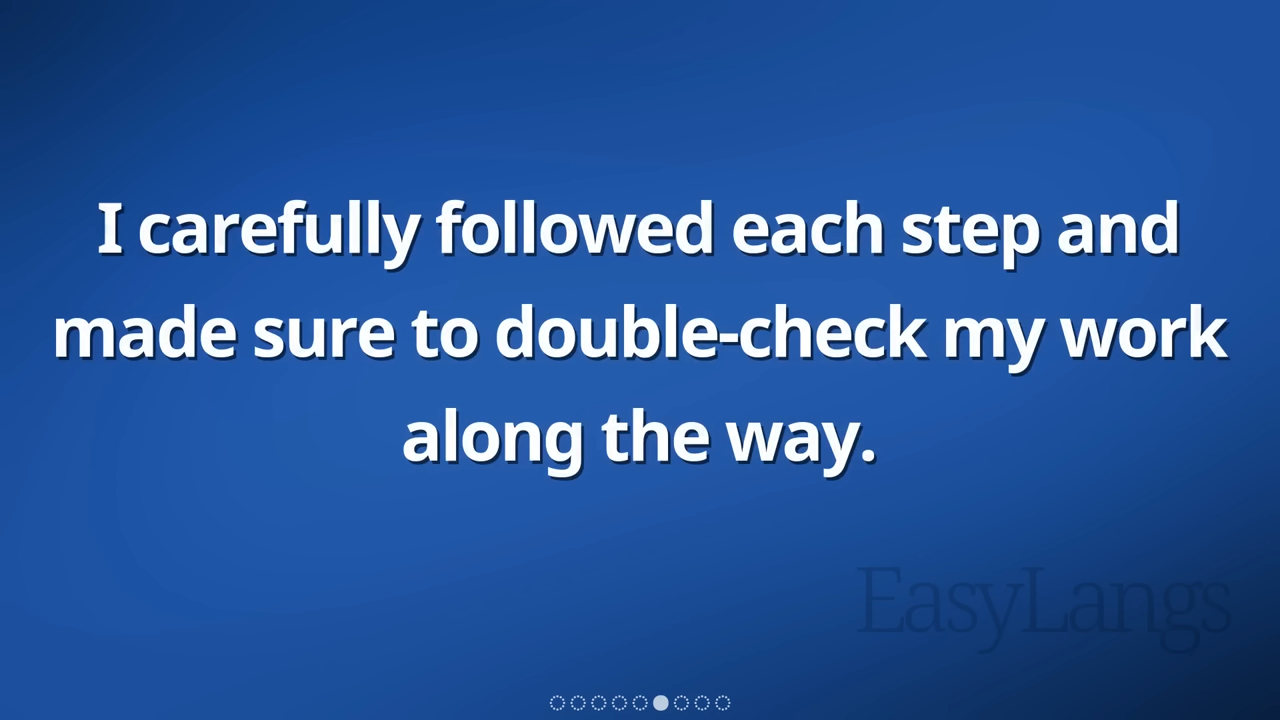 I carefully followed each step and
made sure to double-check my work
along the way.
EasyLangs